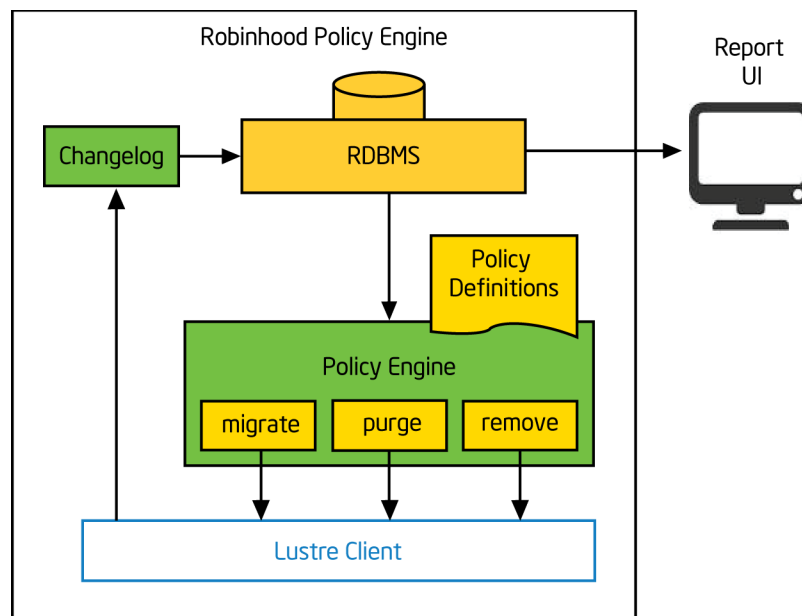 Robinhood Policy Engine
Report
UI
Changelog
RDBMS
Policy
Definitions
Policy Engine
migrate
purge
remove
Lustre Client